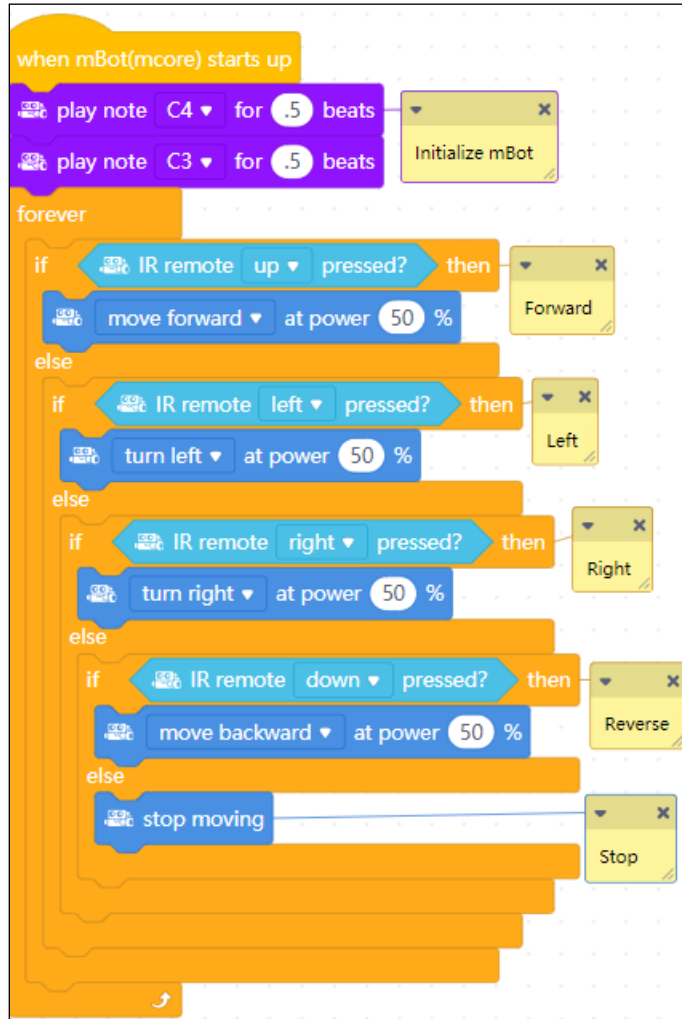 when mBot(mcore) starts up
play note C4 for .5 beats
Initialize mBot
play note C3 for .5 beats
forever
if IR remote up pressed? then
Forward
move forward at power 50 %
else
if IR remote left pressed? then
Left
turn left at power 50 %
else
if IR remote right pressed? then
Right
turn right at power 50 %
else
if IR remote down pressed? then
Reverse
move backward at power 50 %
else
stop moving
Stop